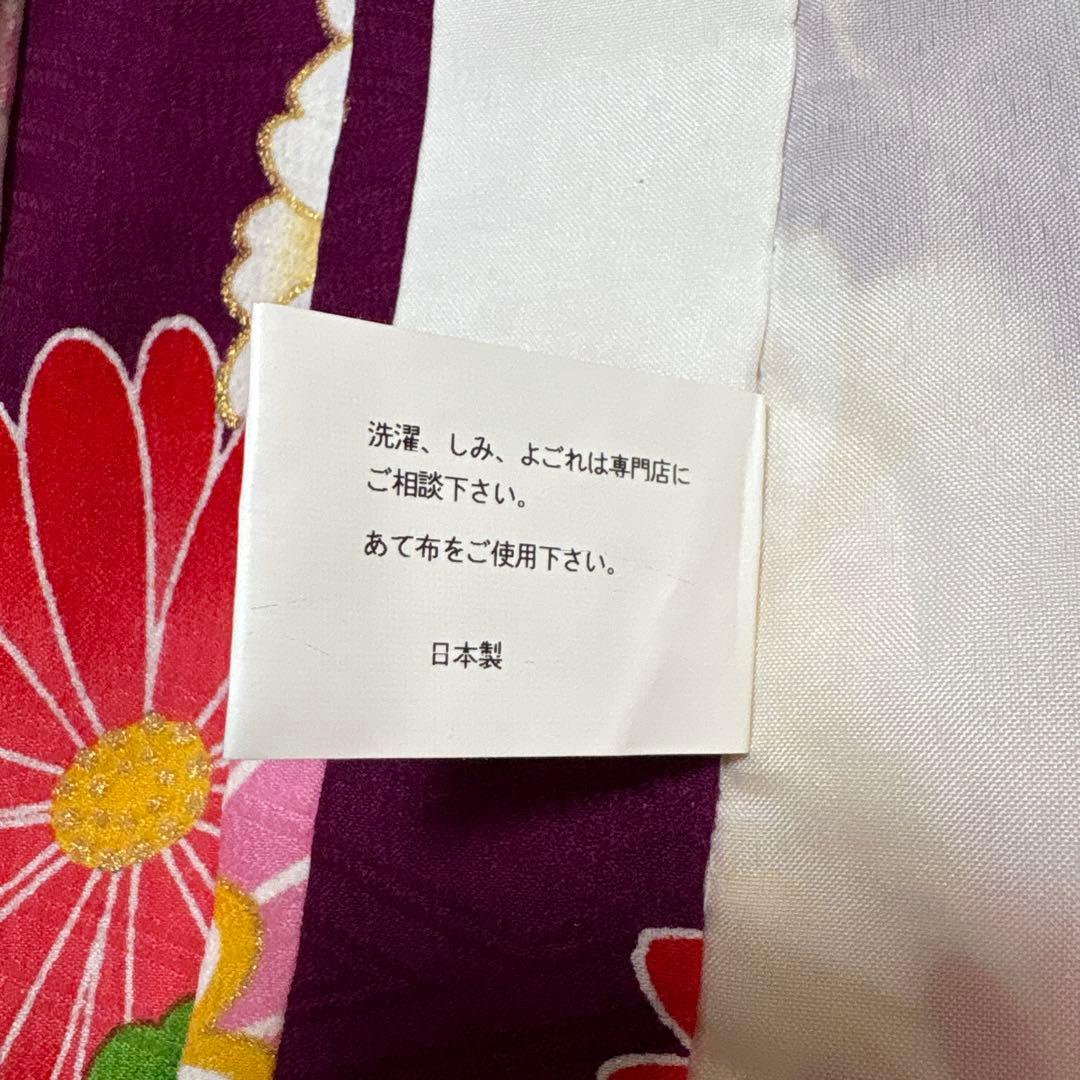 洗濯、しみ、よごれは専門店に
ご相談下さい。
あて布をご使用下さい。
日本製